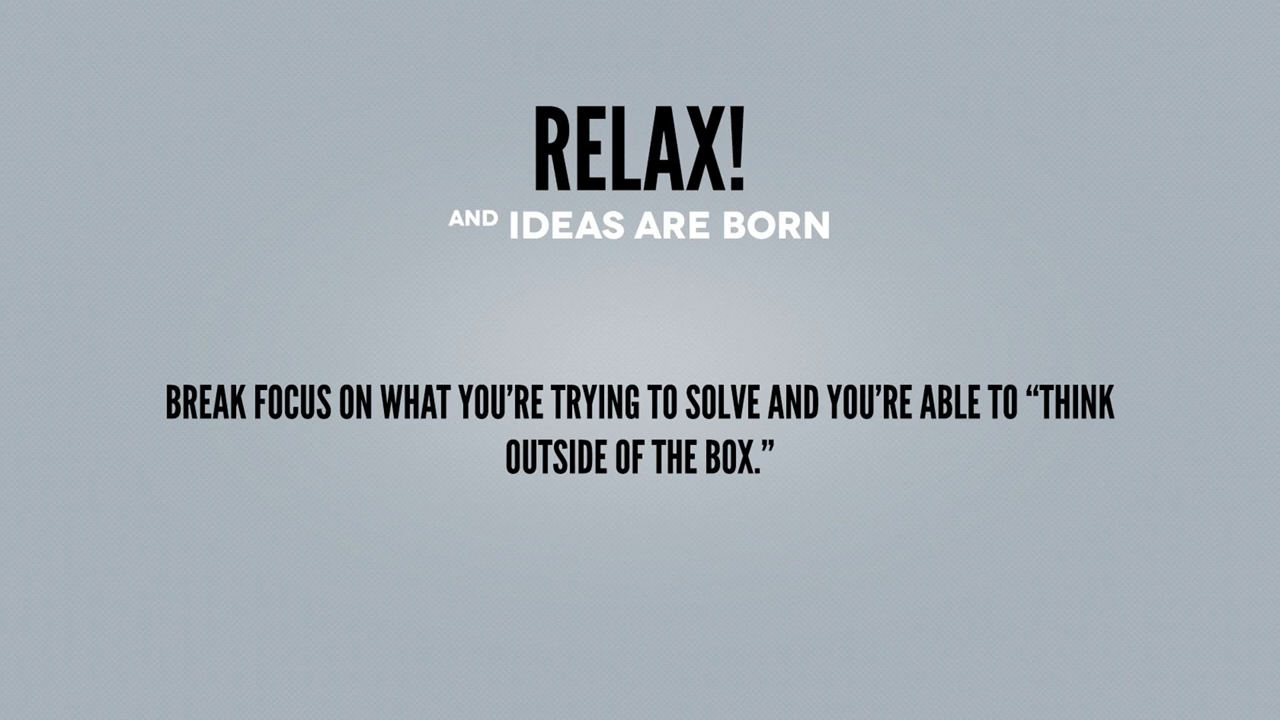 RELAX!
AND IDEAS ARE BORN
BREAK FOCUS ON WHAT YOU’RE TRYING TO SOLVE AND YOU’RE ABLE TO “THINK
OUTSIDE OF THE BOX.”